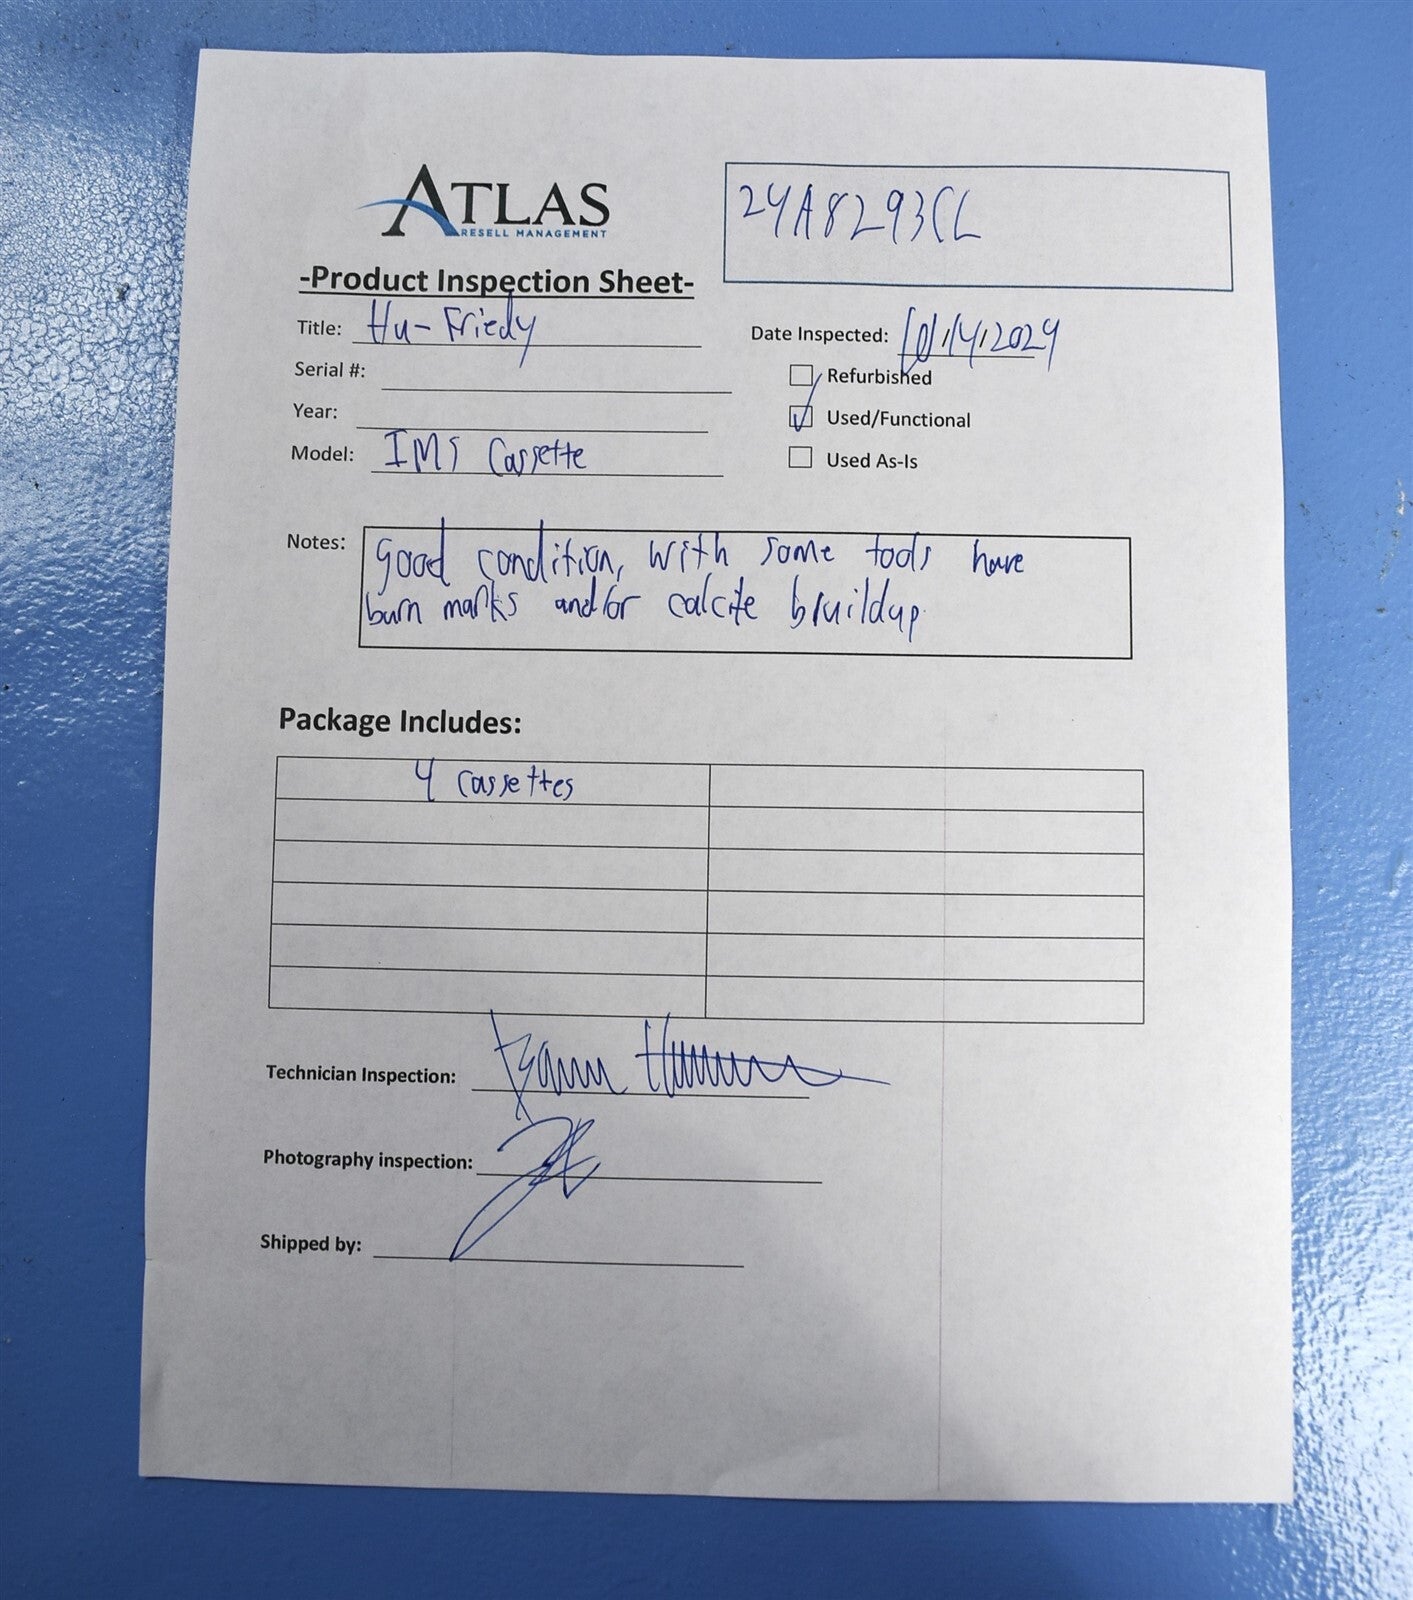 ATLAS
RESELL MANAGEMENT
24A8293CL
-Product Inspection Sheet-
Title: Hu-Friedy
Date Inspected: 10/14/2024
Serial #:
Refurbished
Year:
Used/Functional
Model: IMS Cassette
Used As-Is
Notes: Good condition, with some tools have
burn marks and/or calcite bruildup.
Package Includes:
4 Cassettes
Technician Inspection:
Photography inspection:
Shipped by: